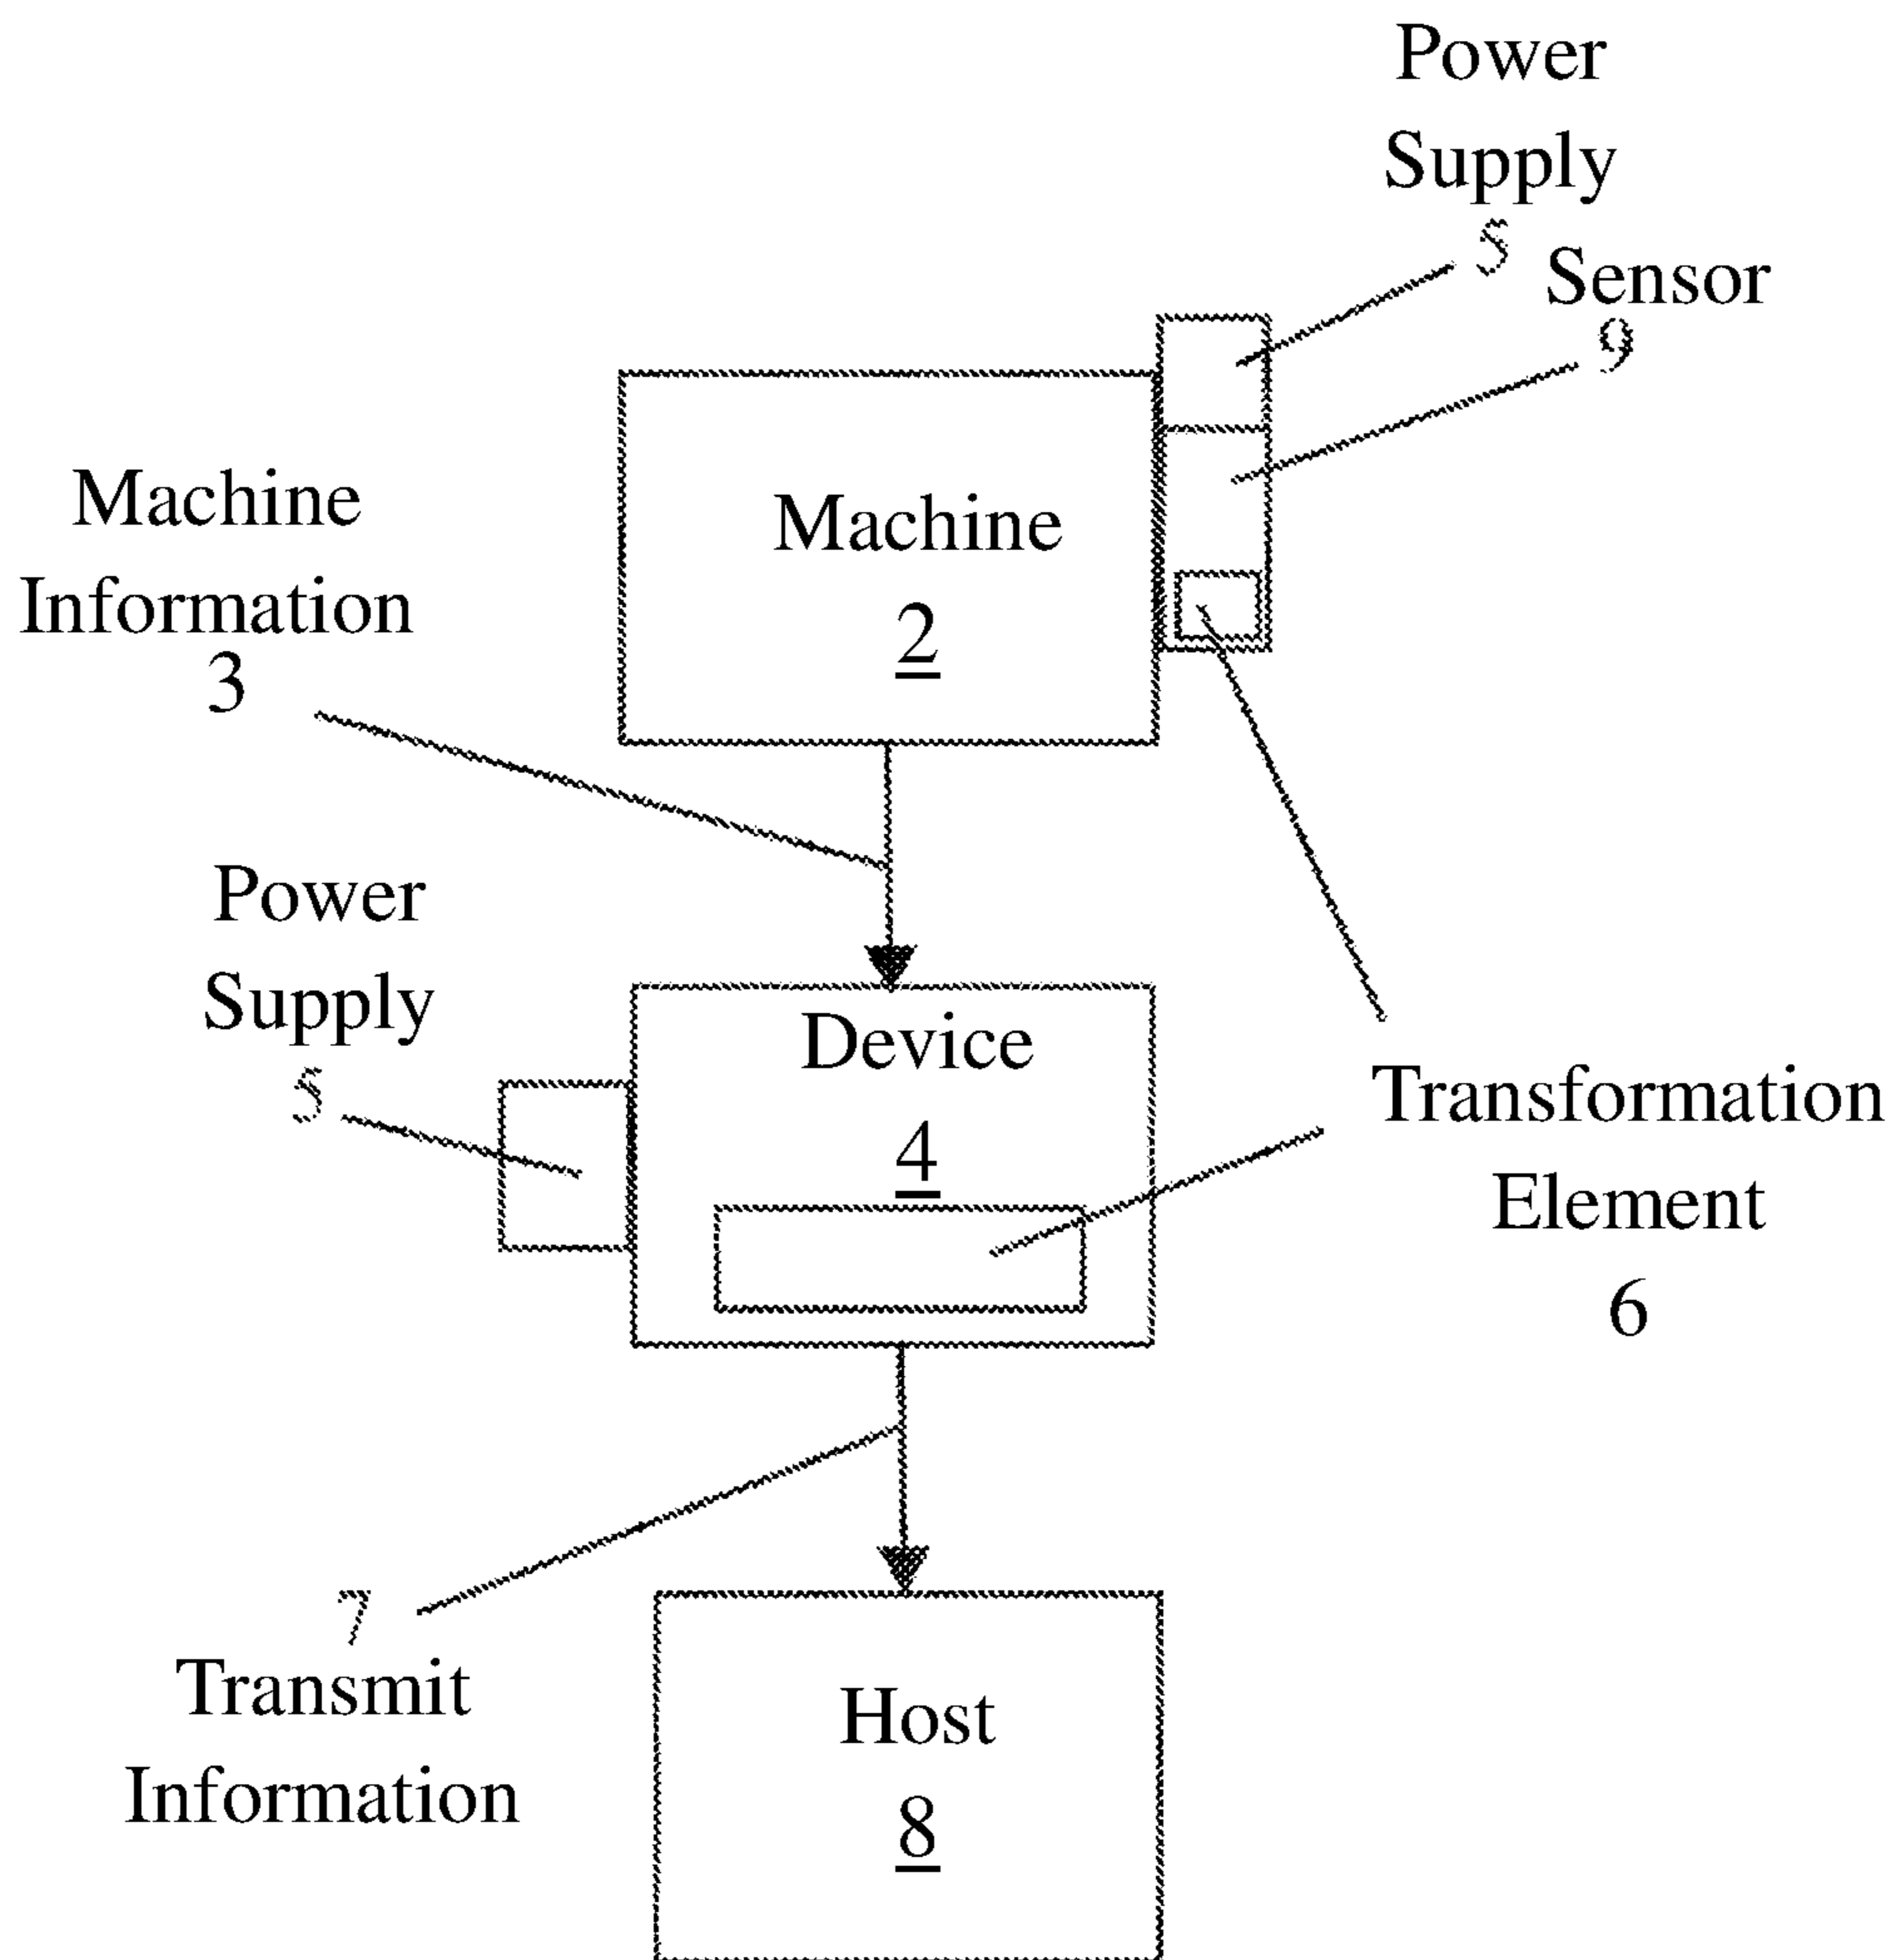 Power
Supply
5
Sensor
9
Machine
Information
3
Machine
2
Power
Supply
5
Device
4
Transformation
Element
6
7
Transmit
Information
Host
8